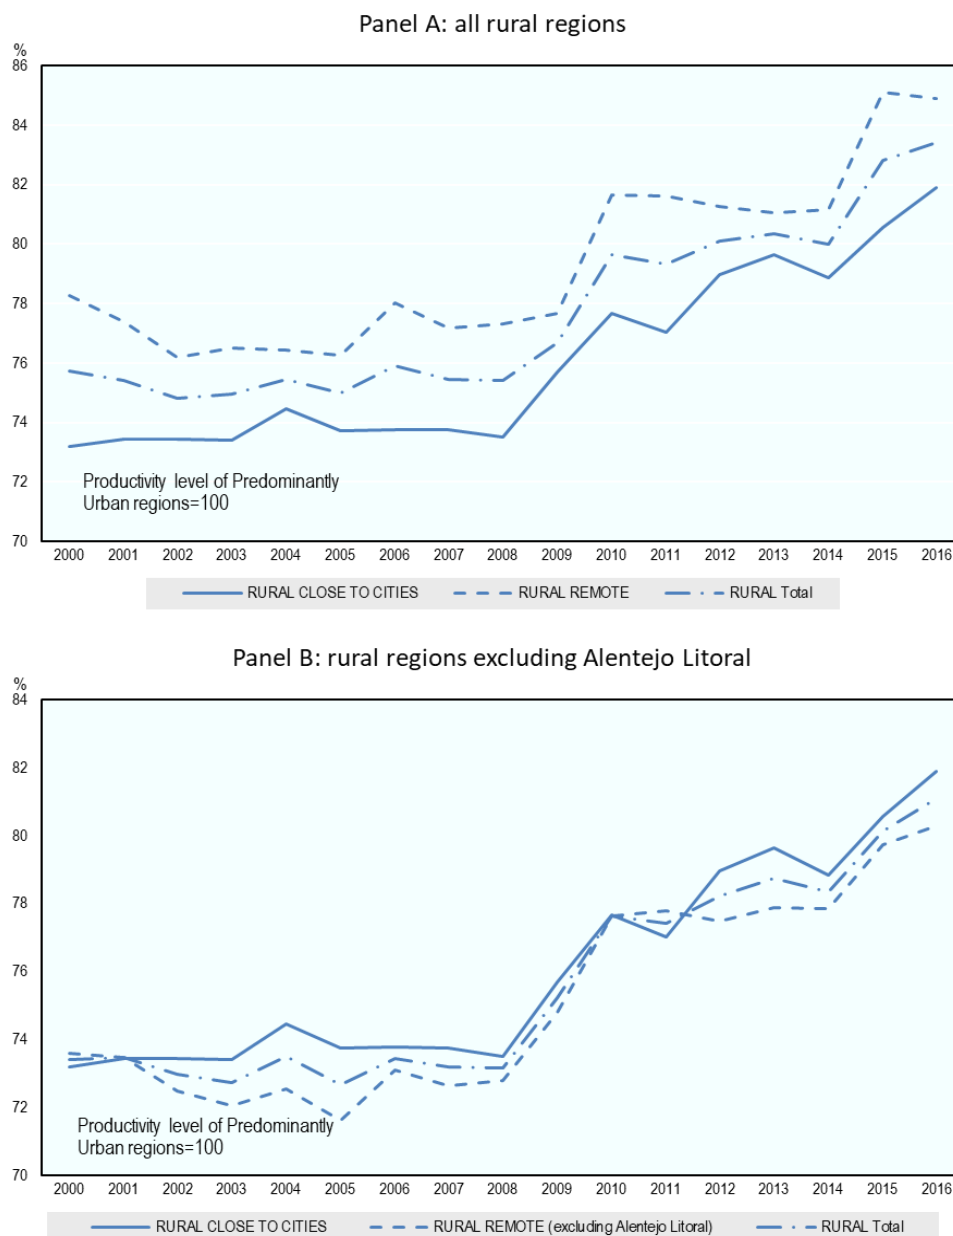 Panel A: all rural regions
%
86
84
82
80
78
76
74
72
70
Productivity level of Predominantly
Urban regions=100
2000 2001 2002 2003 2004 2005 2006 2007 2008 2009 2010 2011 2012 2013 2014 2015 2016
RURAL CLOSE TO CITIES RURAL REMOTE RURAL Total
Panel B: rural regions excluding Alentejo Litoral
%
84
82
80
78
76
74
72
70
Productivity level of Predominantly
Urban regions=100
2000 2001 2002 2003 2004 2005 2006 2007 2008 2009 2010 2011 2012 2013 2014 2015 2016
RURAL CLOSE TO CITIES RURAL REMOTE (excluding Alentejo Litoral) RURAL Total